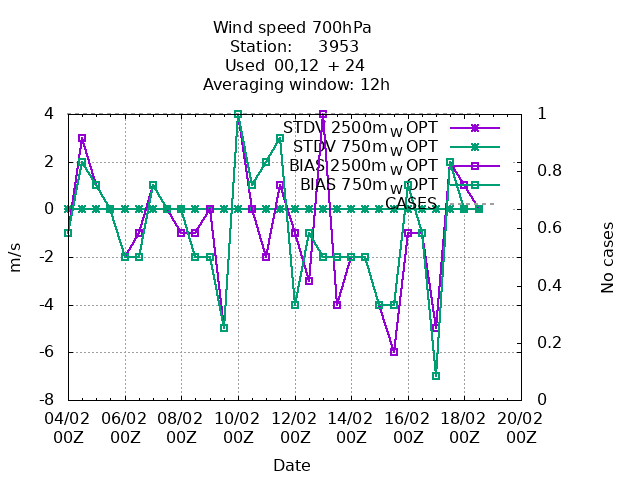 Wind speed 700hPa
Station: 3953
Used 00,12 + 24
Averaging window: 12h
STDV 2500m_W OPT
STDV 750m_W OPT
BIAS 2500m_W OPT
BIAS 750m_W OPT
CASES
4
2
0
-2
-4
-6
-8
m/s
1
0.8
0.6
0.4
0.2
0
No cases
04/02 06/02 08/02 10/02 12/02 14/02 16/02 18/02 20/02
00Z 00Z 00Z 00Z 00Z 00Z 00Z 00Z 00Z
Date